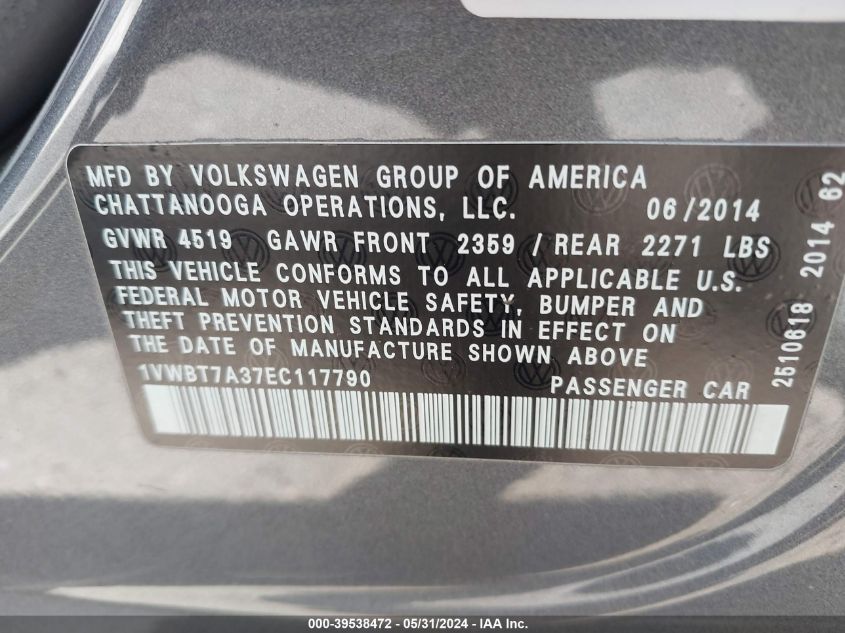 MFD BY VOLKSWAGEN GROUP OF AMERICA
CHATTANOOGA OPERATIONS, LLC. 06/2014
GVWR 4519 GAWR FRONT 2359 / REAR 2271 LBS
THIS VEHICLE CONFORMS TO ALL APPLICABLE U.S.
FEDERAL MOTOR VEHICLE SAFETY, BUMPER AND
THEFT PREVENTION STANDARDS IN EFFECT ON
THE DATE OF MANUFACTURE SHOWN ABOVE
1VWBT7A37EC117790 PASSENGER CAR
2510618 2014 62
000-39538472 - 05/31/2024 - IAA Inc.